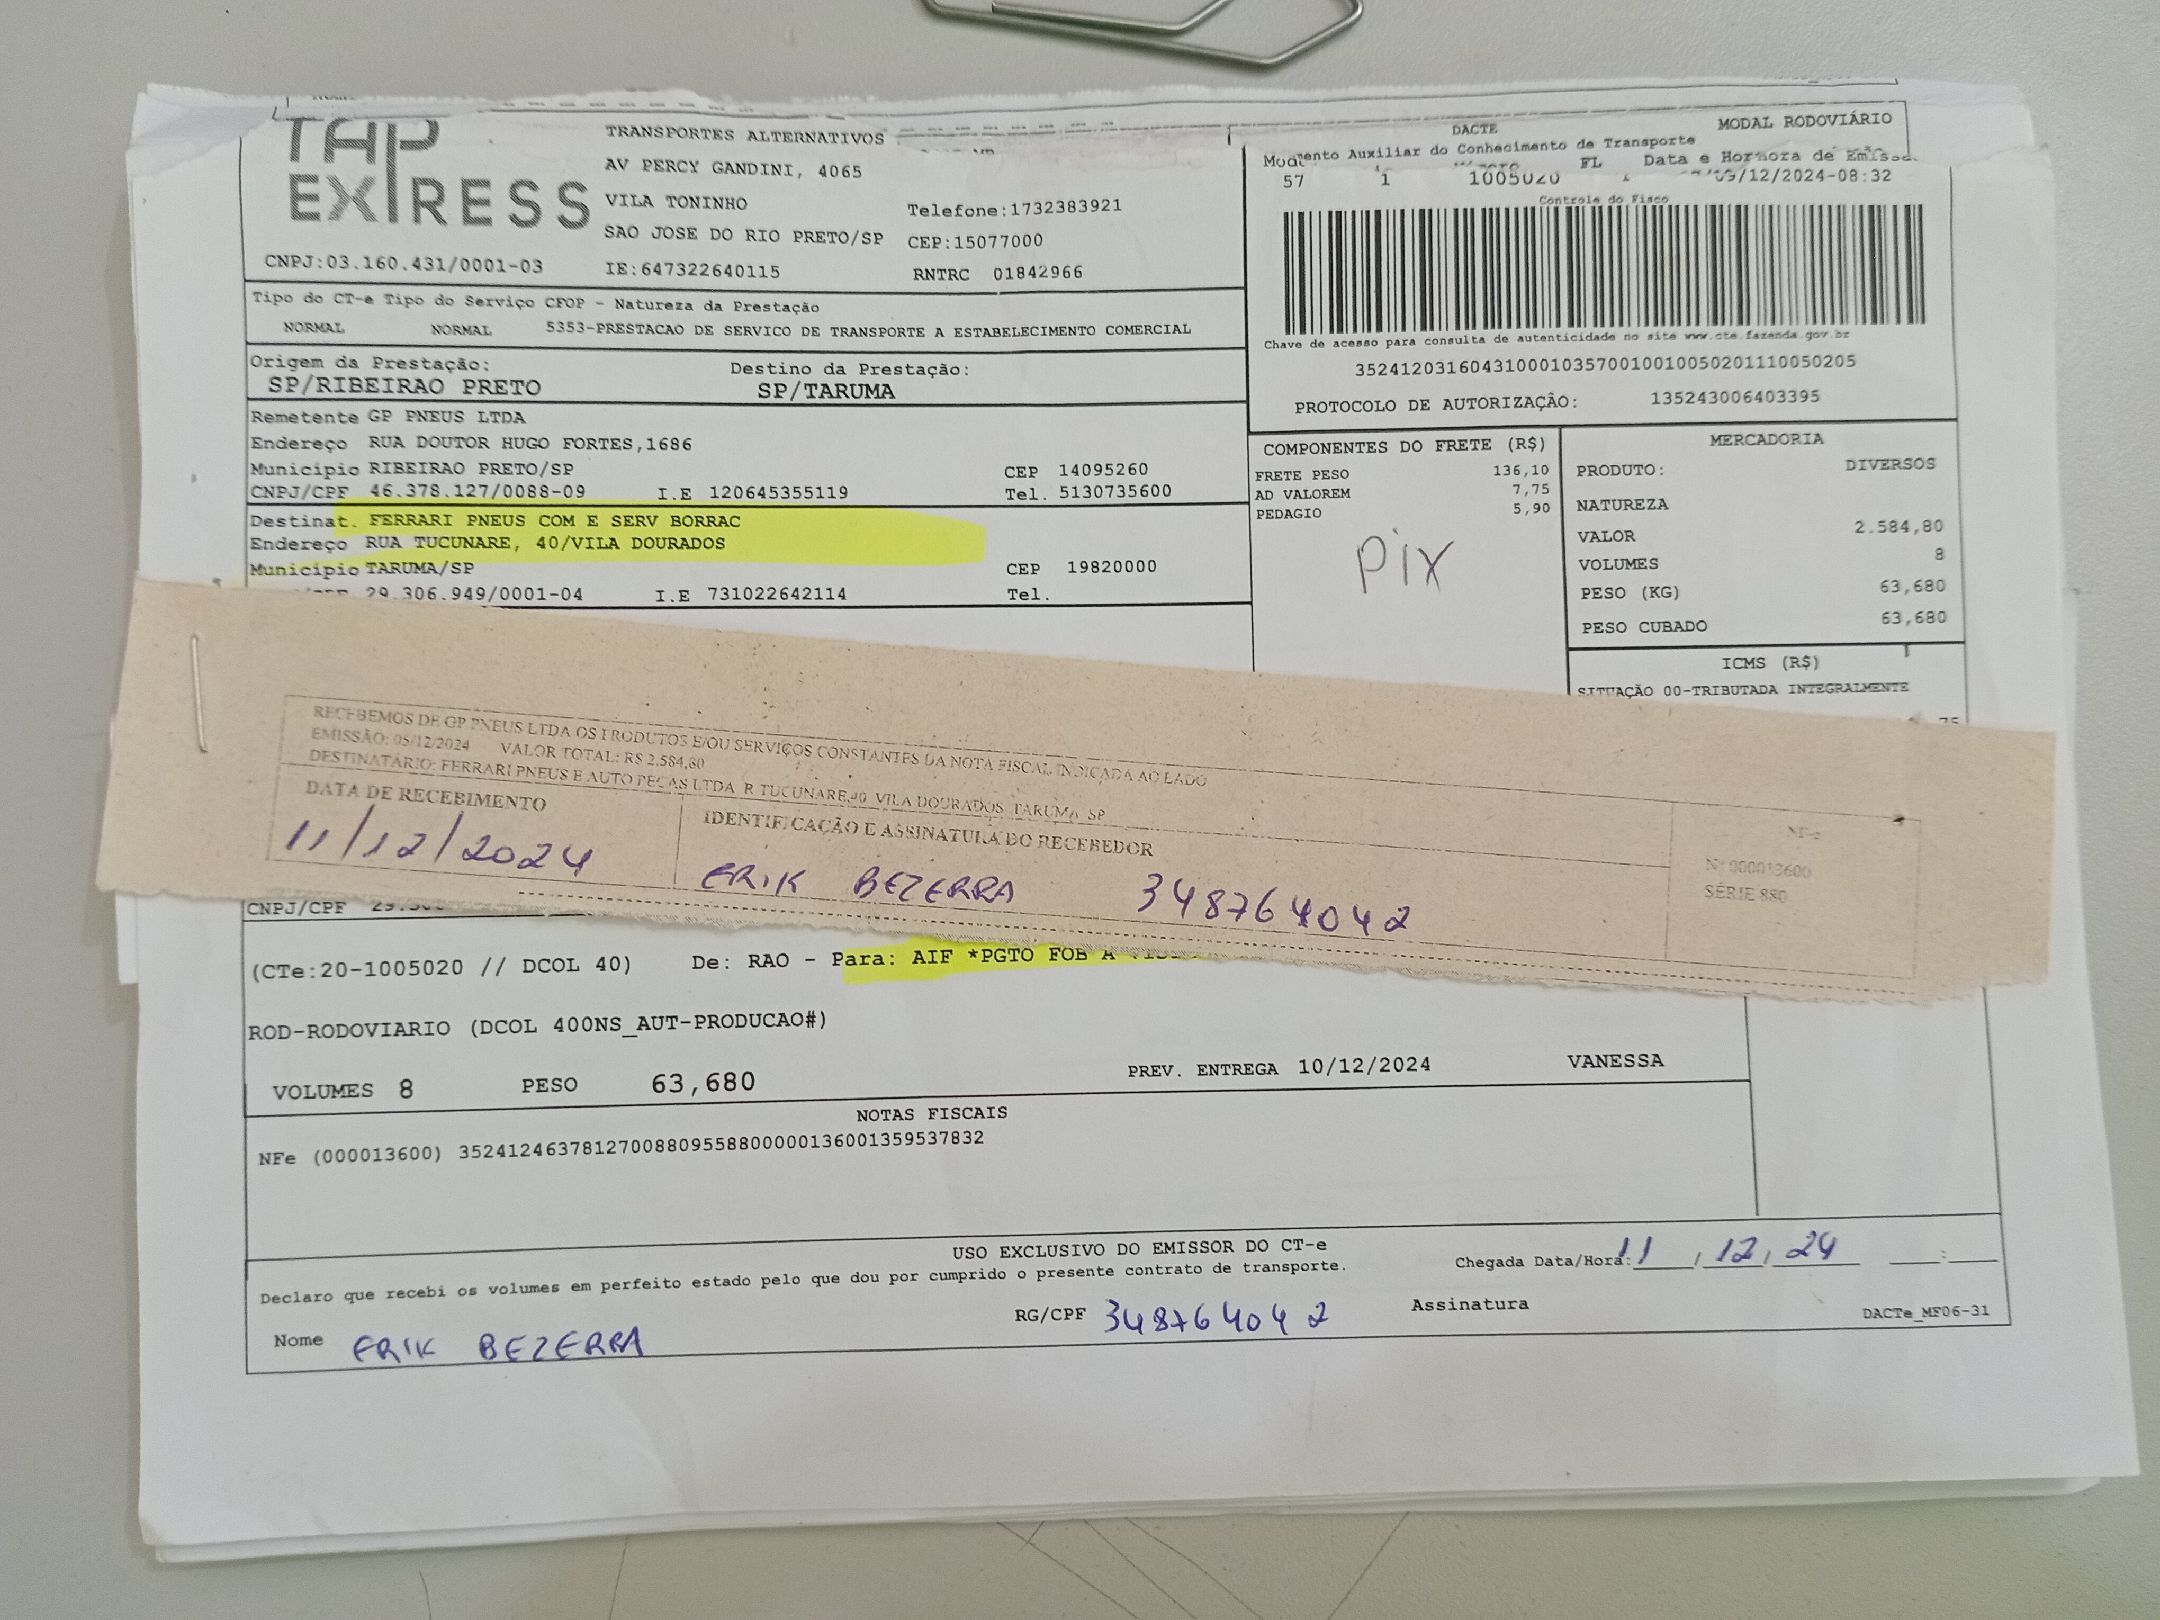 TAP
EXPRESS
TRANSPORTES ALTERNATIVOS
AV PERCY GANDINI, 4065
VILA TONINHO
SAO JOSE DO RIO PRETO/SP
Telefone:1732383921
CEP:15077000
CNPJ:03.160.431/0001-03
IE:647322640115
RNTRC 01842966
DACTE
MODAL RODOVIÁRIO
Auxiliar do Conhecimento de Transporte
FL Data e
57 1 1005020 /12/2024-08:32
Controle do Fisco
Chave de acesso para consulta de autenticidade no site www.cte.fazenda.gov.br
35241203160431000103570010010050201110050205
PROTOCOLO DE AUTORIZAÇÃO: 135243006403395
Tipo do CT-e Tipo do Serviço CFOP - Natureza da Prestação
NORMAL NORMAL 5353-PRESTACAO DE SERVICO DE TRANSPORTE A ESTABELECIMENTO COMERCIAL
Origem da Prestação: Destino da Prestação:
SP/RIBEIRAO PRETO SP/TARUMA
Remetente GP PNEUS LTDA
Endereço RUA DOUTOR HUGO FORTES,1686
Município RIBEIRAO PRETO/SP CEP 14095260
CNPJ/CPF 46.378.127/0088-09 I.E 120645355119 Tel. 5130735600
Destinat. FERRARI PNEUS COM E SERV BORRAC
Endereço RUA TUCUNARE, 40/VILA DOURADOS
Município TARUMA/SP CEP 19820000
29.306.949/0001-04 I.E 731022642114 Tel.
COMPONENTES DO FRETE (R$)
FRETE PESO 136,10
AD VALOREM 7,75
PEDAGIO 5,90
PIX
MERCADORIA
PRODUTO: DIVERSOS
NATUREZA
VALOR 2.584,80
VOLUMES 8
PESO (KG) 63,680
PESO CUBADO 63,680
ICMS (R$)
SITUAÇÃO 00-TRIBUTADA INTEGRALMENTE
RECEBEMOS DE GP PNEUS LTDA OS PRODUTOS E/OU SERVIÇOS CONSTANTES DA NOTA FISCAL INDICADA AO LADO
EMISSÃO: 05/12/2024 VALOR TOTAL: R$ 2.584,80
DESTINATÁRIO: FERRARI PNEUS E AUTO PEÇAS LTDA R TUCUNARE,40 VILA DOURADOS TARUMA SP
DATA DE RECEBIMENTO
11/12/2024
IDENTIFICAÇÃO E ASSINATURA DO RECEBEDOR
ERIK BEZERRA 348764042
NF-e
Nº 000013600
SÉRIE 880
CNPJ/CPF
(CTe:20-1005020 // DCOL 40) De: RAO - Para: AIF *PGTO FOB A
ROD-RODOVIARIO (DCOL 400NS_AUT-PRODUCAO#)
VOLUMES 8 PESO 63,680 PREV. ENTREGA 10/12/2024 VANESSA
NOTAS FISCAIS
NFe (000013600) 35241246378127008809558800000136001359537832
USO EXCLUSIVO DO EMISSOR DO CT-e
Declaro que recebi os volumes em perfeito estado pelo que dou por cumprido o presente contrato de transporte.
Chegada Data/Hora: 11 / 12 / 24 :
Nome ERIK BEZERRA RG/CPF 348764042 Assinatura
DACTe_MF06-31